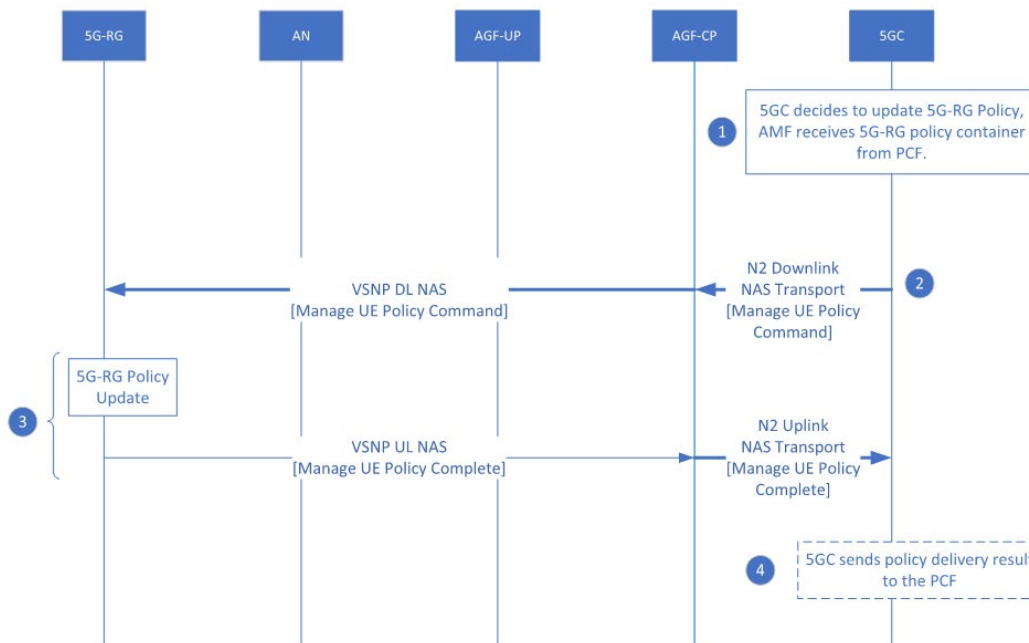 5G-RG
AN
AGF-UP
AGF-CP
5GC
1
5GC decides to update 5G-RG Policy,
AMF receives 5G-RG policy container
from PCF.
VSNP DL NAS
[Manage UE Policy Command]
N2 Downlink
NAS Transport
[Manage UE Policy
Command]
2
3
5G-RG Policy
Update
VSNP UL NAS
[Manage UE Policy Complete]
N2 Uplink
NAS Transport
[Manage UE Policy
Complete]
4
5GC sends policy delivery result
to the PCF